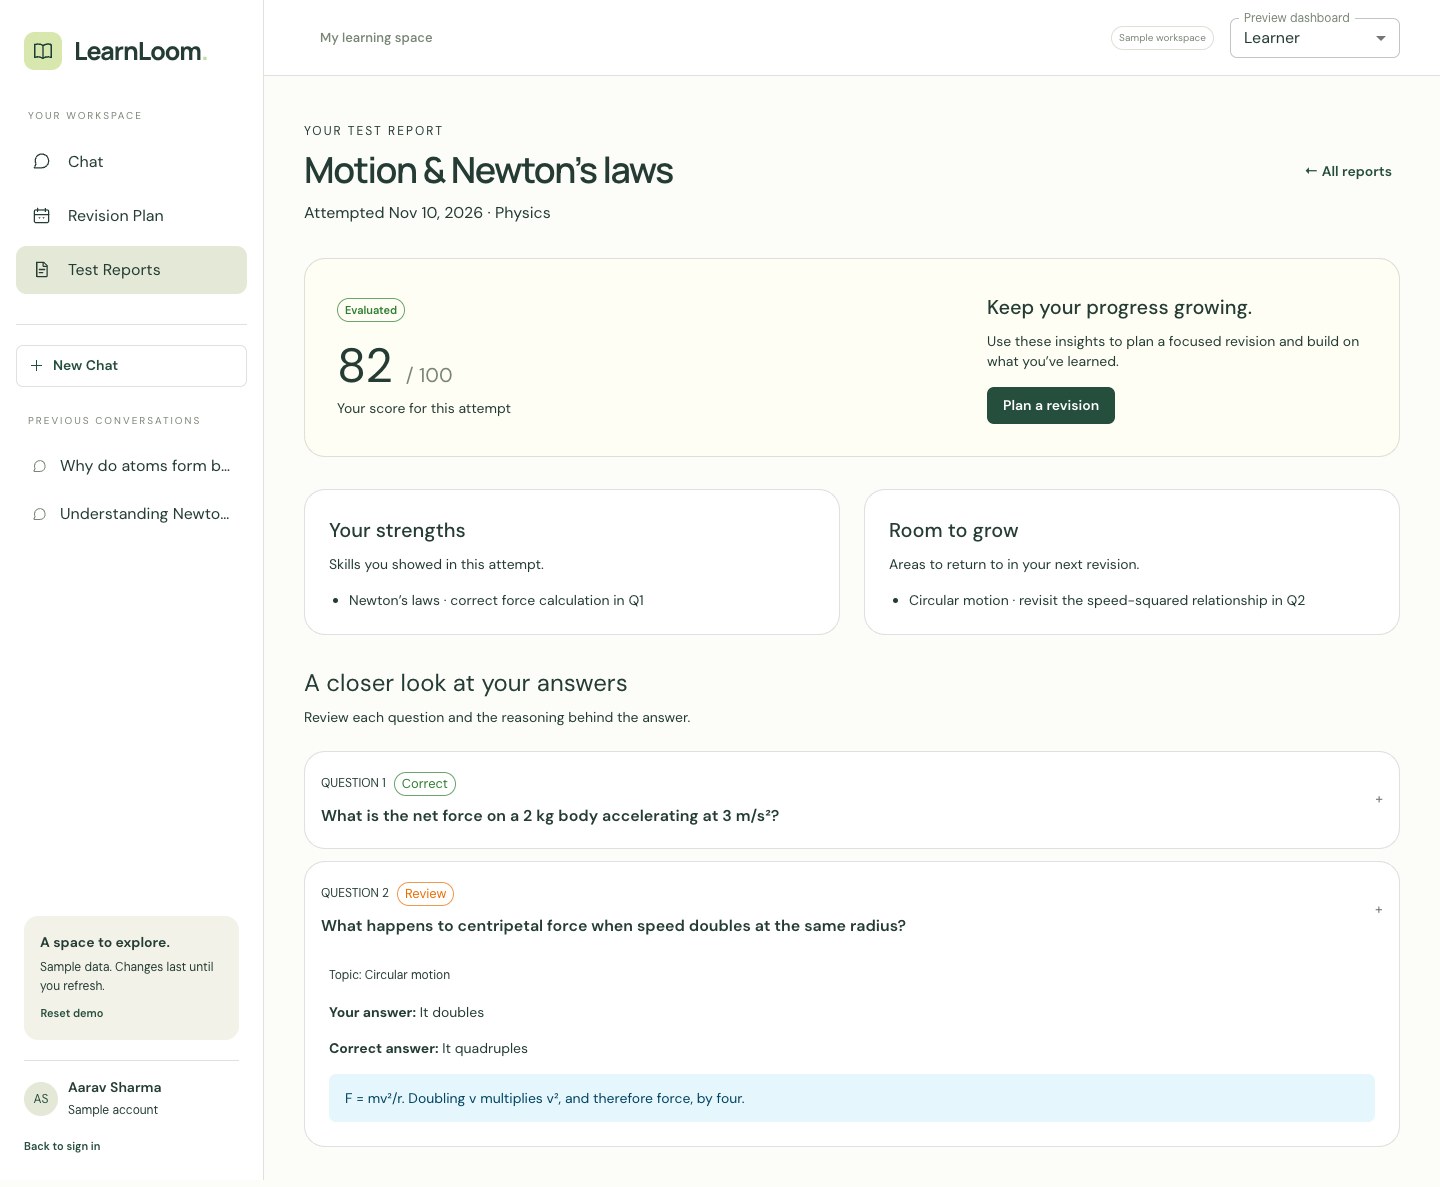 LearnLoom.
YOUR WORKSPACE
Chat
Revision Plan
Test Reports
New Chat
PREVIOUS CONVERSATIONS
Why do atoms form b...
Understanding Newto...
A space to explore.
Sample data. Changes last until
you refresh.
Reset demo
AS
Aarav Sharma
Sample account
Back to sign in
My learning space
Sample workspace
Preview dashboard
Learner
YOUR TEST REPORT
Motion & Newton’s laws
← All reports
Attempted Nov 10, 2026 · Physics
Evaluated
82 / 100
Your score for this attempt
Keep your progress growing.
Use these insights to plan a focused revision and build on
what you’ve learned.
Plan a revision
Your strengths
Skills you showed in this attempt.
• Newton’s laws · correct force calculation in Q1
Room to grow
Areas to return to in your next revision.
• Circular motion · revisit the speed-squared relationship in Q2
A closer look at your answers
Review each question and the reasoning behind the answer.
QUESTION 1 Correct
What is the net force on a 2 kg body accelerating at 3 m/s²?
+
QUESTION 2 Review
What happens to centripetal force when speed doubles at the same radius?
+
Topic: Circular motion
Your answer: It doubles
Correct answer: It quadruples
F = mv²/r. Doubling v multiplies v², and therefore force, by four.